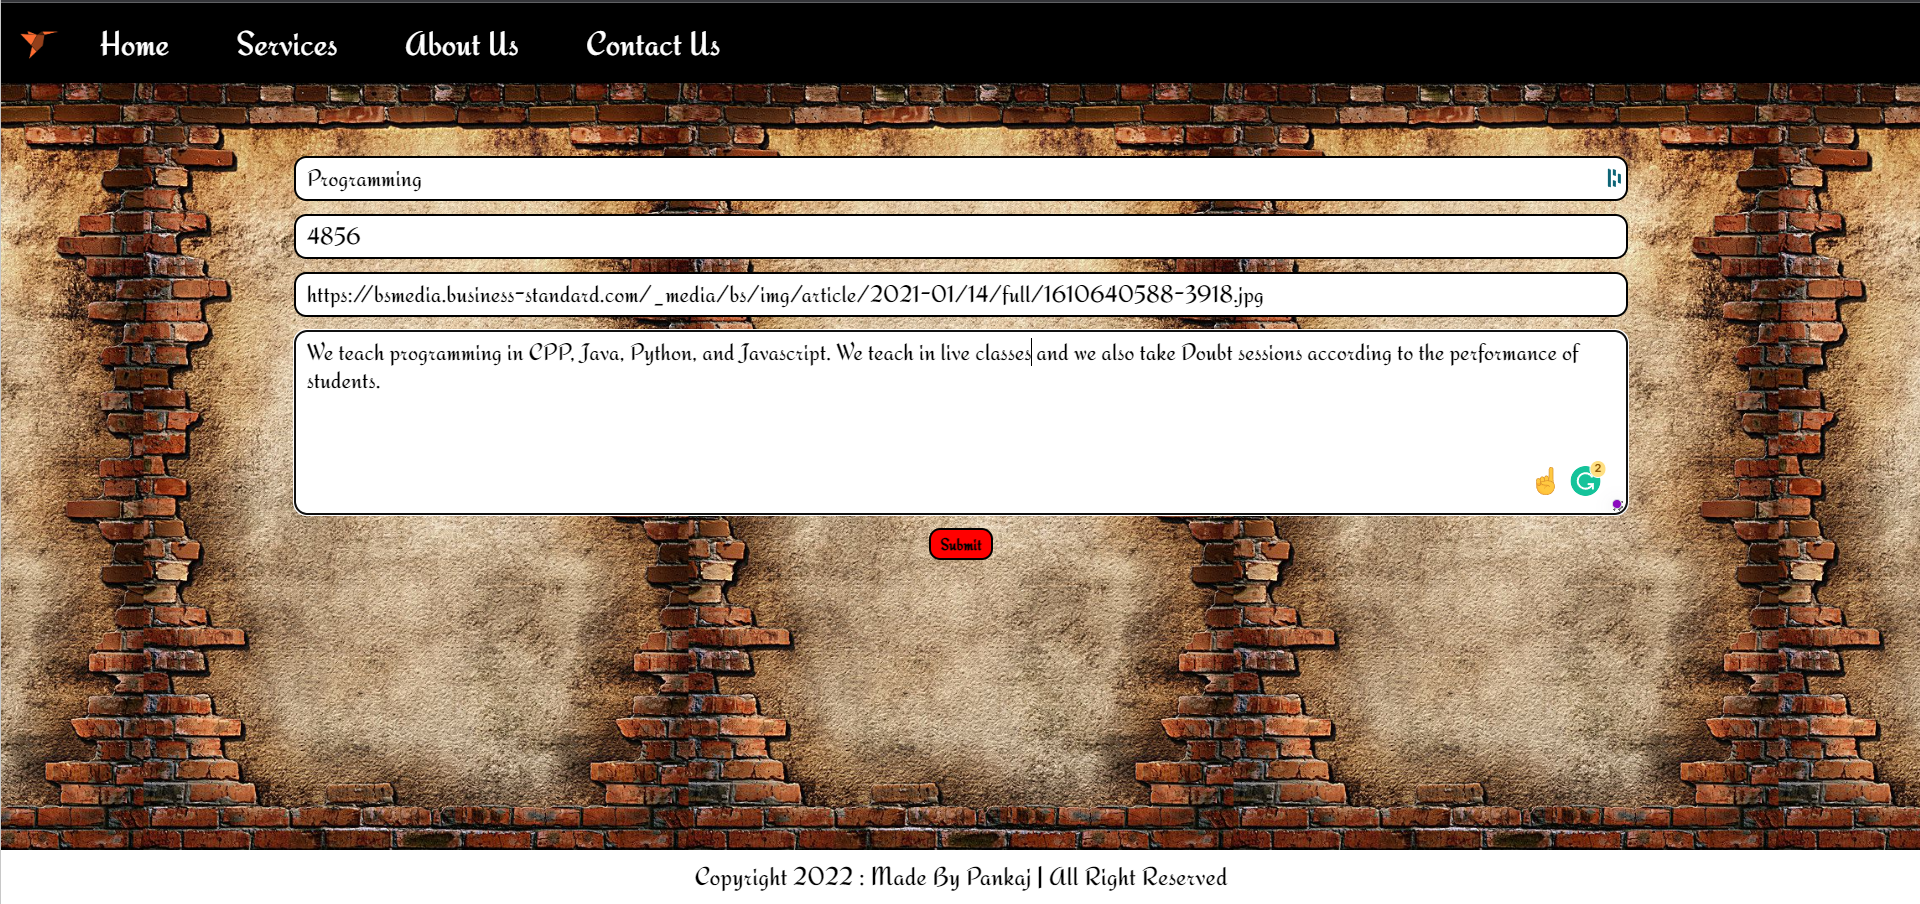 Home Services About Us Contact Us
Programming
4856
https://bsmedia.business-standard.com/_media/bs/img/article/2021-01/14/full/1610640588-3918.jpg
We teach programming in CPP, Java, Python, and Javascript. We teach in live classes and we also take Doubt sessions according to the performance of
students.
2
Submit
Copyright 2022 : Made By Pankaj | All Right Reserved